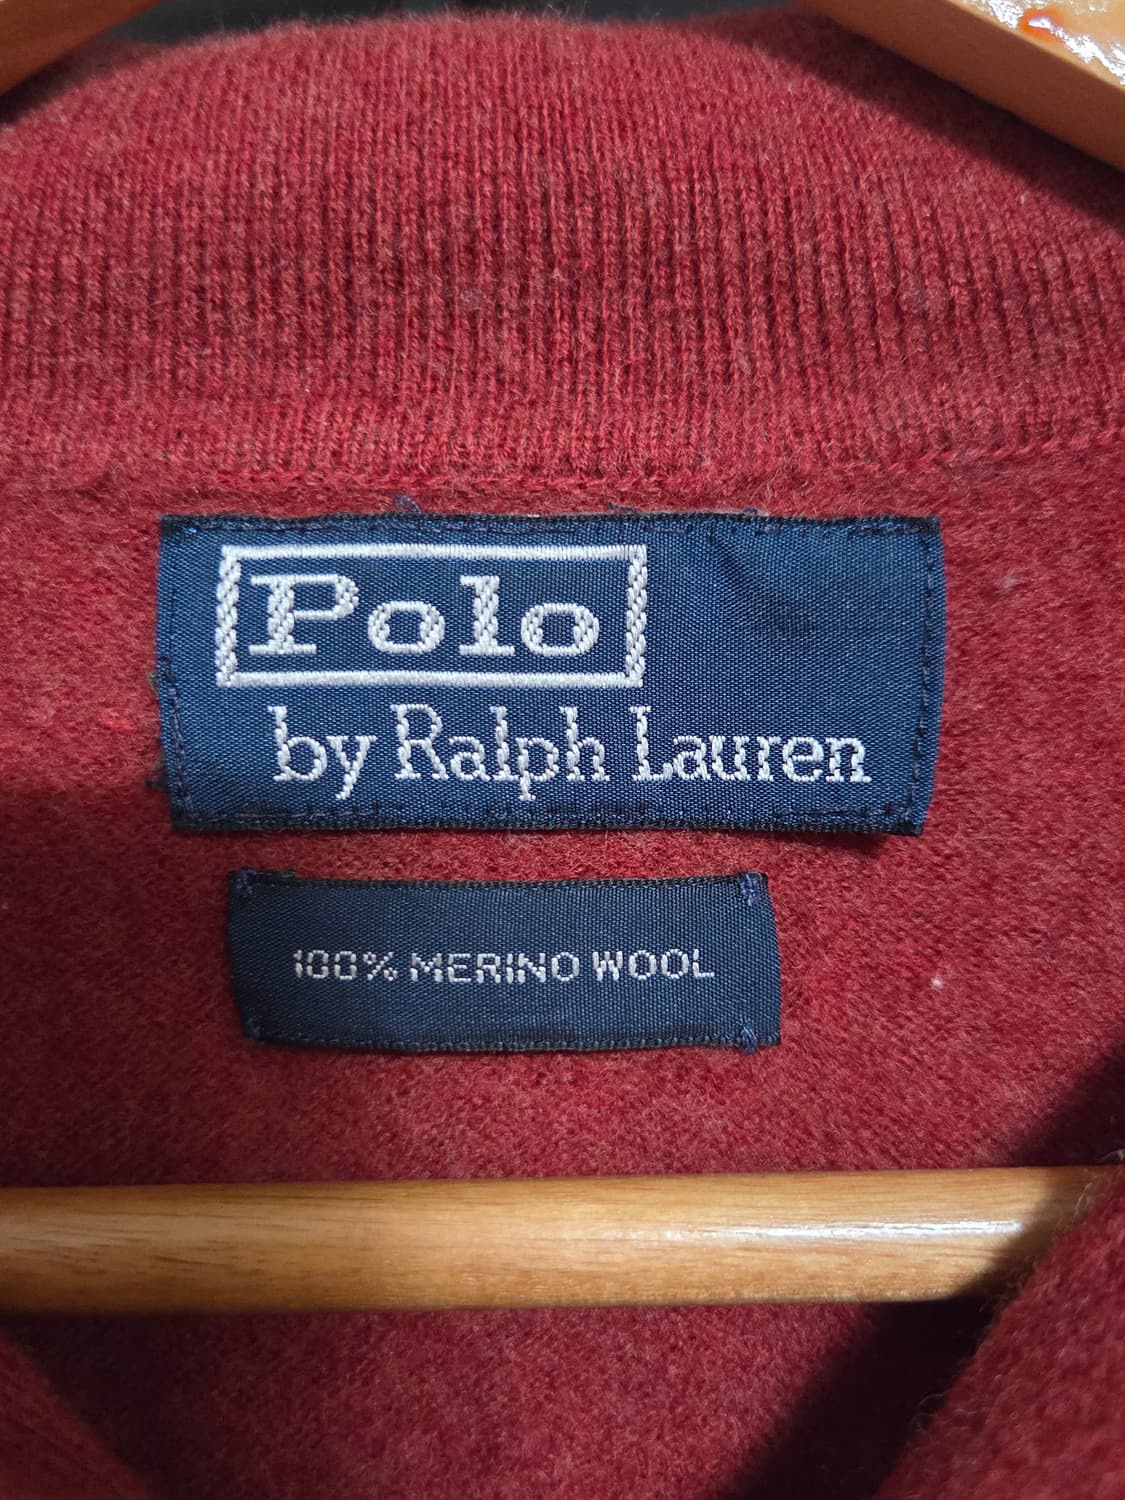 Polo
by Ralph Lauren
100% MERINO WOOL